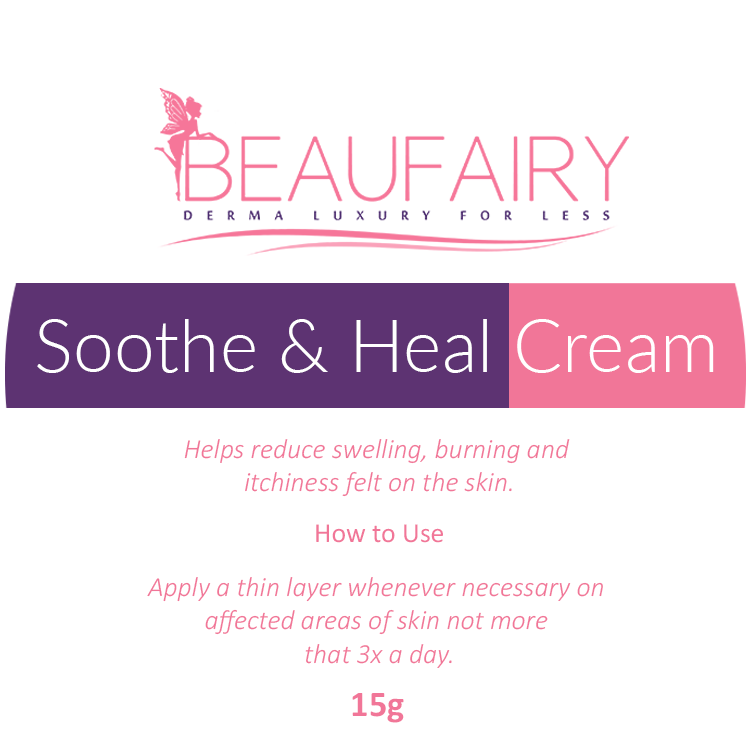 BEAUFAIRY
DERMA LUXURY FOR LESS
Soothe & Heal Cream
Helps reduce swelling, burning and
itchiness felt on the skin.
How to Use
Apply a thin layer whenever necessary on
affected areas of skin not more
that 3x a day.
15g